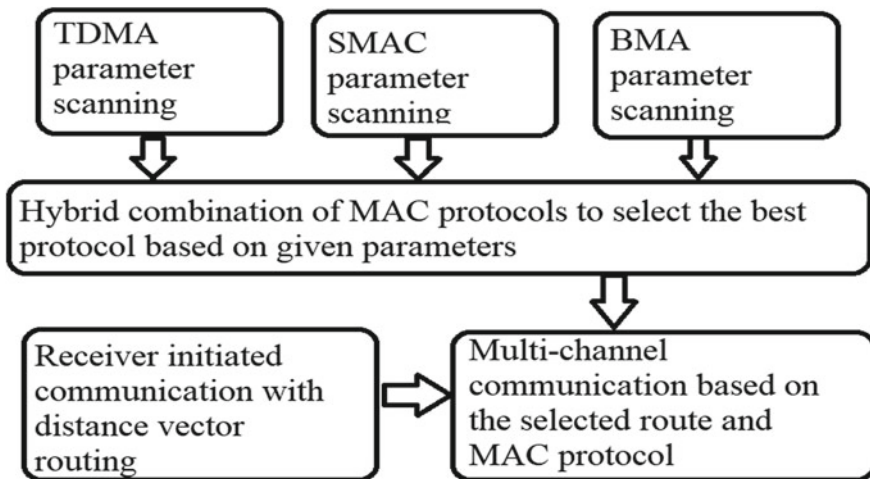 TDMA
parameter
scanning
SMAC
parameter
scanning
BMA
parameter
scanning
Hybrid combination of MAC protocols to select the best
protocol based on given parameters
Receiver initiated
communication with
distance vector
routing
Multi-channel
communication based on
the selected route and
MAC protocol